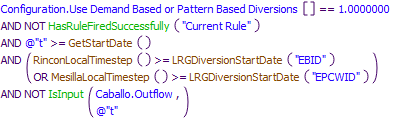 Configuration.Use Demand Based or Pattern Based Diversions [ ] == 1.0000000
AND NOT HasRuleFiredSuccessfully ( "Current Rule" )
AND @"t" >= GetStartDate ( )
AND ( RinconLocalTimestep ( ) >= LRGDiversionStartDate ( "EBID" )
OR MesillaLocalTimestep ( ) >= LRGDiversionStartDate ( "EPCWID" ) )
AND NOT IsInput ( Caballo.Outflow ,
@"t" )